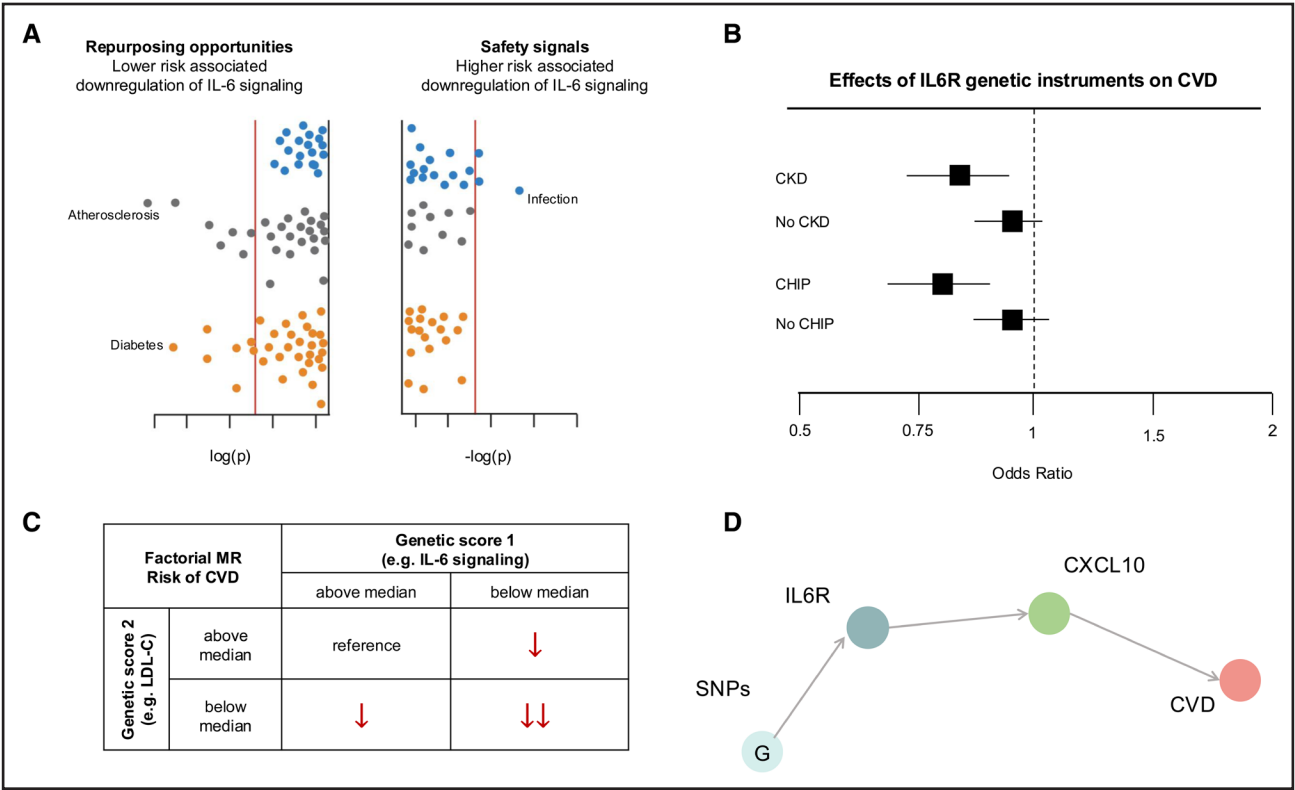 A
Repurposing opportunities
Lower risk associated
downregulation of IL-6 signaling
Safety signals
Higher risk associated
downregulation of IL-6 signaling
Atherosclerosis
Infection
Diabetes
log(p)
-log(p)
B
Effects of IL6R genetic instruments on CVD
CKD
No CKD
CHIP
No CHIP
0.5
0.75
1
1.5
2
Odds Ratio
C
Factorial MR
Risk of CVD
Genetic score 1
(e.g. IL-6 signaling)
above median
below median
Genetic score 2
(e.g. LDL-C)
above
median
reference
↓
below
median
↓
↓↓
D
CXCL10
IL6R
SNPs
CVD
G